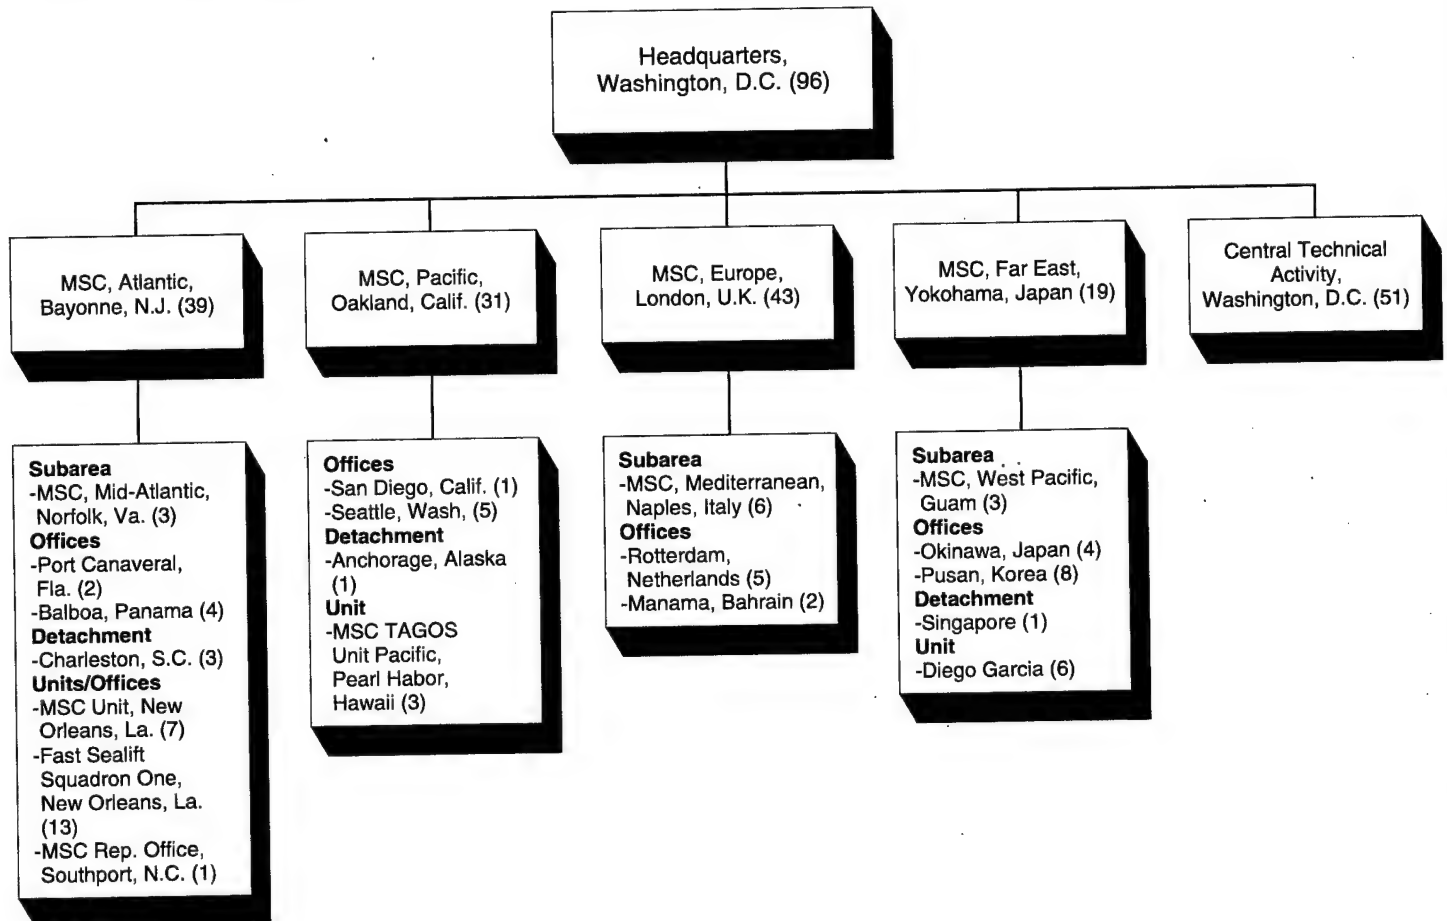 Headquarters,
Washington, D.C. (96)
MSC, Atlantic,
Bayonne, N.J. (39)
MSC, Pacific,
Oakland, Calif. (31)
MSC, Europe,
London, U.K. (43)
MSC, Far East,
Yokohama, Japan (19)
Central Technical
Activity,
Washington, D.C. (51)
Subarea
-MSC, Mid-Atlantic,
Norfolk, Va. (3)
Offices
-Port Canaveral,
Fla. (2)
-Balboa, Panama (4)
Detachment
-Charleston, S.C. (3)
Units/Offices
-MSC Unit, New
Orleans, La. (7)
-Fast Sealift
Squadron One,
New Orleans, La.
(13)
-MSC Rep. Office,
Southport, N.C. (1)
Offices
-San Diego, Calif. (1)
-Seattle, Wash, (5)
Detachment
-Anchorage, Alaska
(1)
Unit
-MSC TAGOS
Unit Pacific,
Pearl Habor,
Hawaii (3)
Subarea
-MSC, Mediterranean,
Naples, Italy (6)
Offices
-Rotterdam,
Netherlands (5)
-Manama, Bahrain (2)
Subarea
-MSC, West Pacific,
Guam (3)
Offices
-Okinawa, Japan (4)
-Pusan, Korea (8)
Detachment
-Singapore (1)
Unit
-Diego Garcia (6)